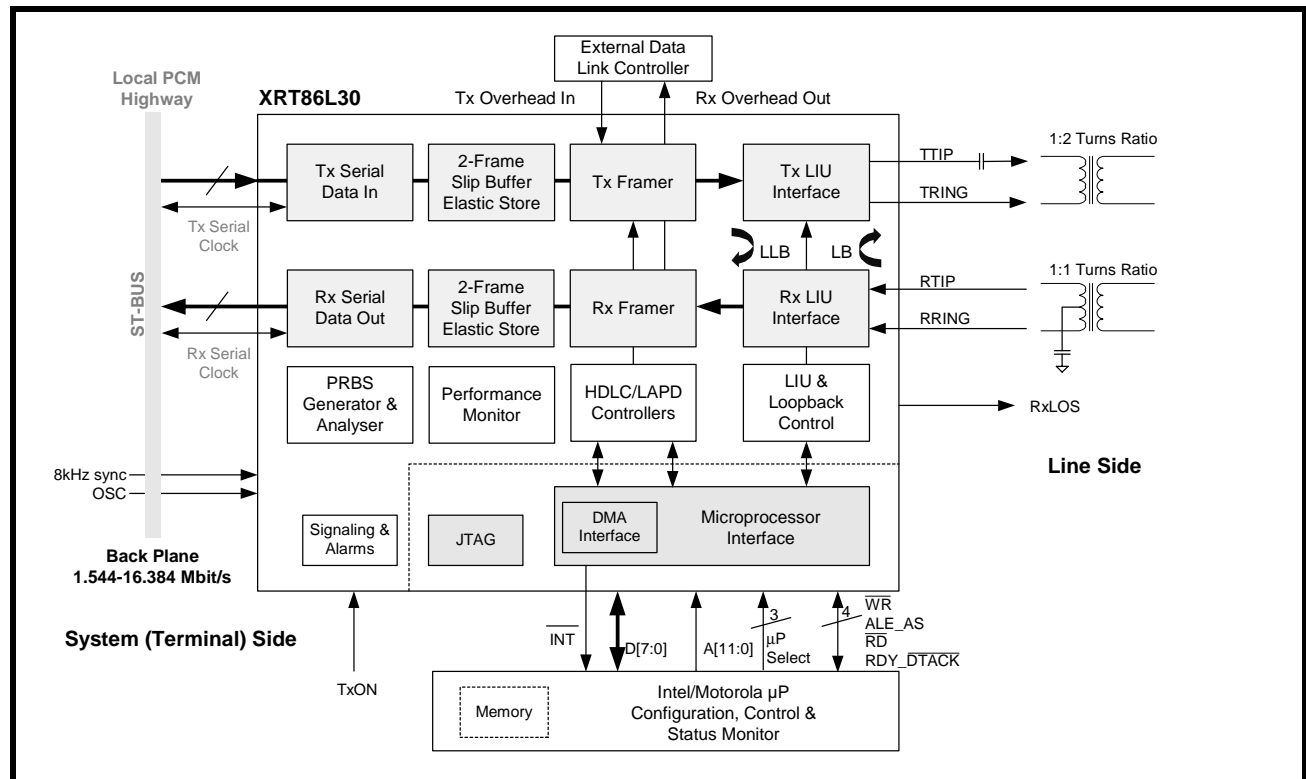 External Data
Link Controller
Local PCM
Highway
XRT86L30
Tx Overhead In
Rx Overhead Out
Tx Serial
Data In
2-Frame
Slip Buffer
Elastic Store
Tx Framer
Tx LIU
Interface
TTIP
TRING
1:2 Turns Ratio
Tx Serial
Clock
LLB
LB
ST-BUS
Rx Serial
Data Out
2-Frame
Slip Buffer
Elastic Store
Rx Framer
Rx LIU
Interface
RTIP
RRING
1:1 Turns Ratio
Rx Serial
Clock
PRBS
Generator &
Analyser
Performance
Monitor
HDLC/LAPD
Controllers
LIU &
Loopback
Control
RxLOS
Line Side
8kHz sync
OSC
Signaling &
Alarms
JTAG
DMA
Interface
Microprocessor
Interface
Back Plane
1.544-16.384 Mbit/s
System (Terminal) Side
TxON
INT
D[7:0]
A[11:0]
3
µP
Select
4
WR
ALE_AS
RD
RDY_DTACK
Memory
Intel/Motorola µP
Configuration, Control &
Status Monitor